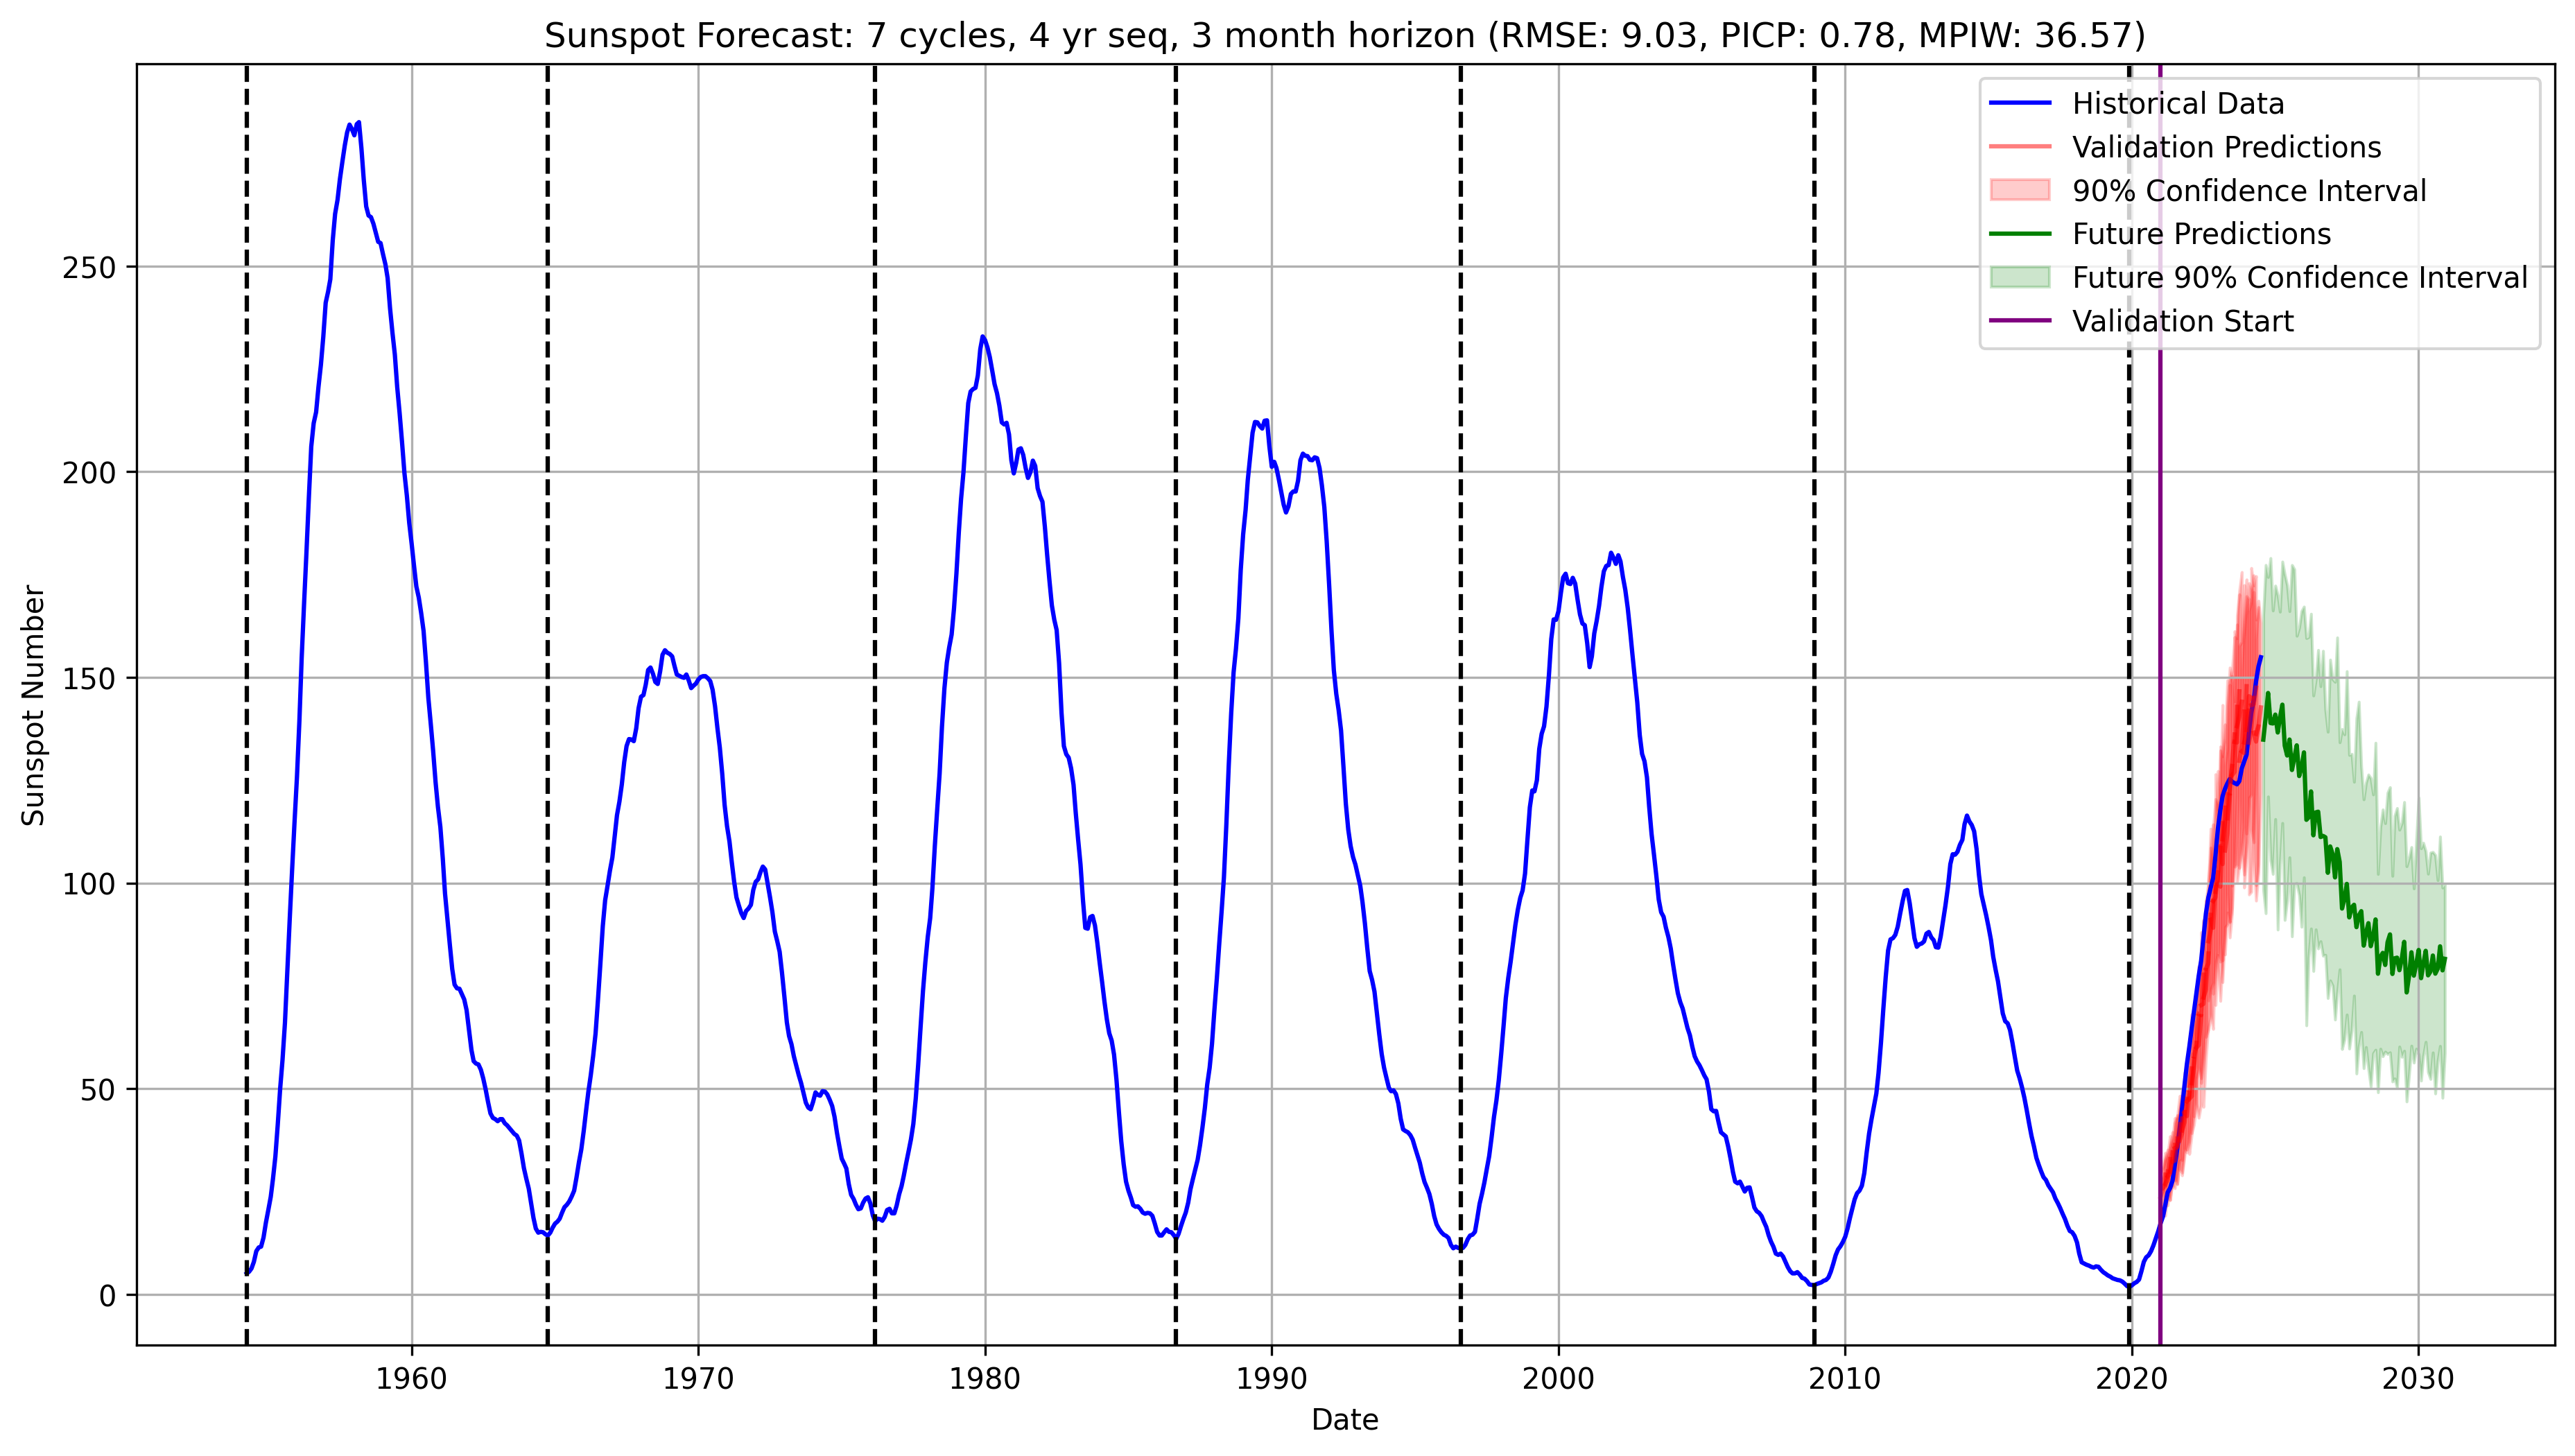 Sunspot Forecast: 7 cycles, 4 yr seq, 3 month horizon (RMSE: 9.03, PICP: 0.78, MPIW: 36.57)
Historical Data
Validation Predictions
90% Confidence Interval
Future Predictions
Future 90% Confidence Interval
Validation Start
Sunspot Number
250
200
150
100
50
0
1960 1970 1980 1990 2000 2010 2020 2030
Date